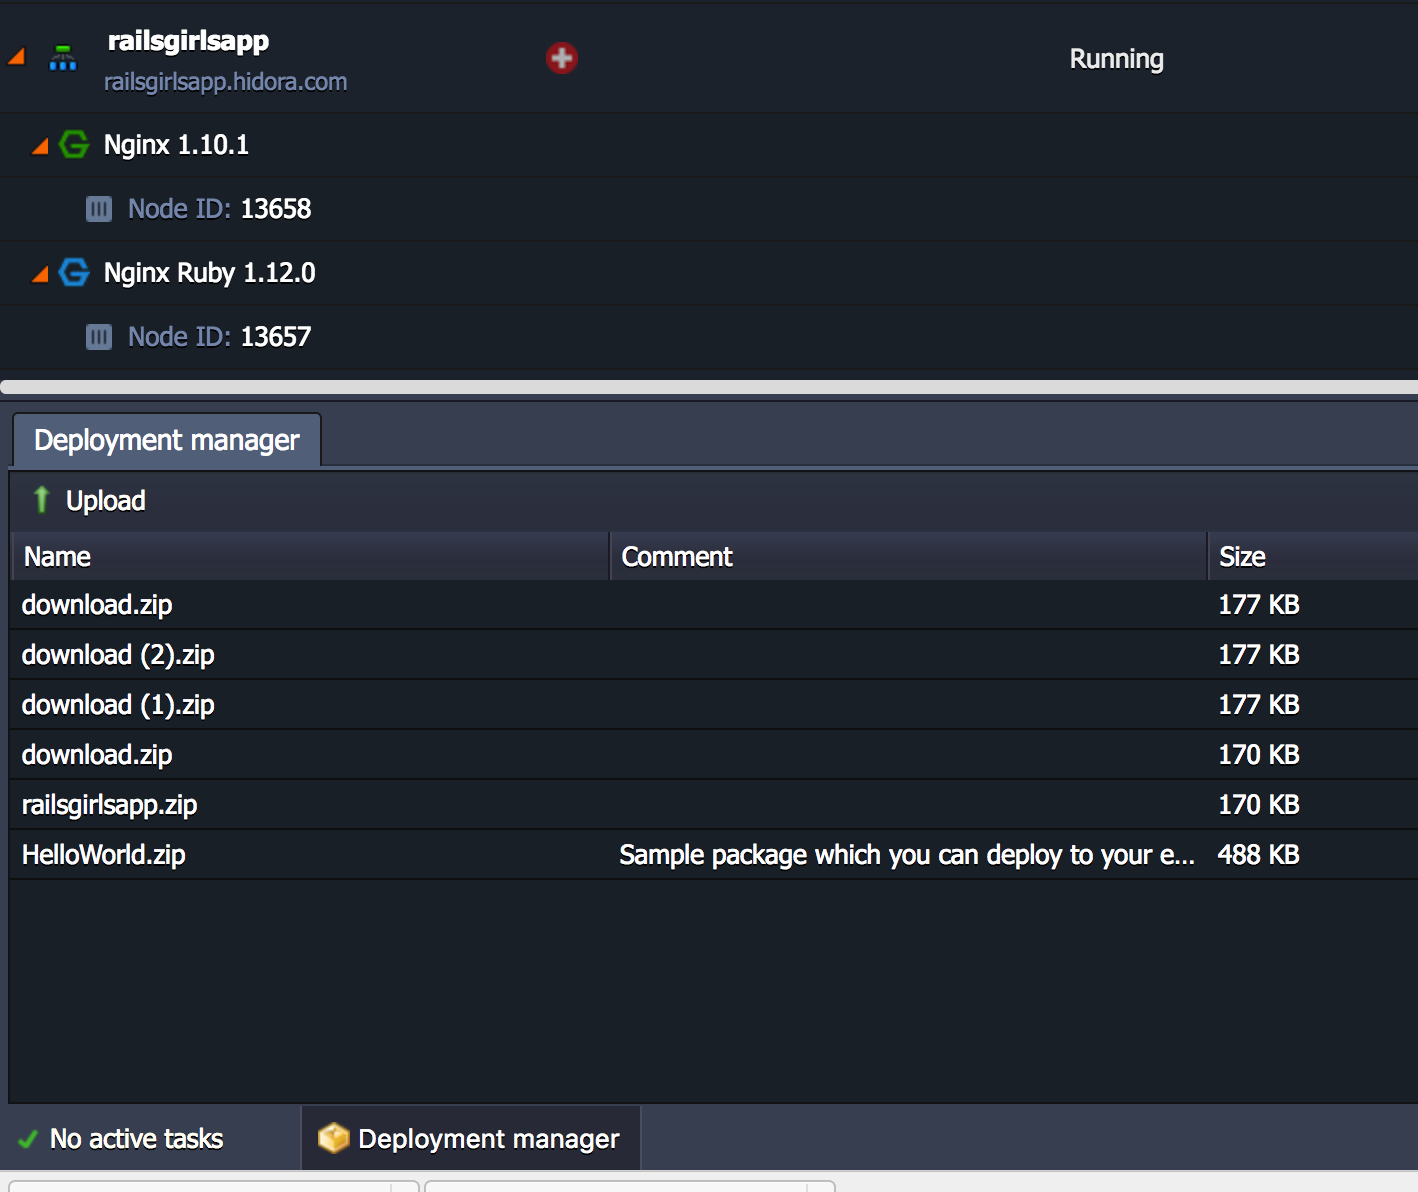 railsgirlsapp
Running
railsgirlsapp.hidora.com
Nginx 1.10.1
Node ID: 13658
Nginx Ruby 1.12.0
Node ID: 13657
Deployment manager
Upload
Name Comment Size
download.zip 177 KB
download (2).zip 177 KB
download (1).zip 177 KB
download.zip 170 KB
railsgirlsapp.zip 170 KB
HelloWorld.zip Sample package which you can deploy to your e... 488 KB
No active tasks Deployment manager